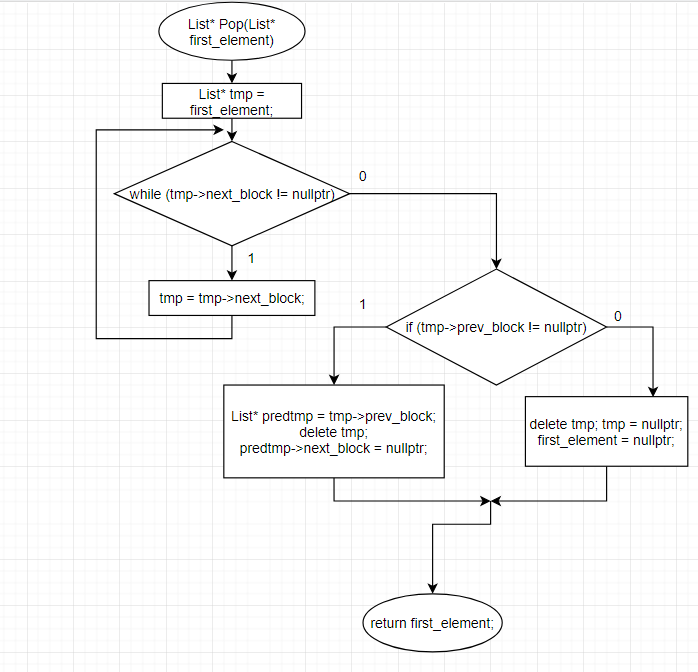 List* Pop(List*
first_element)
List* tmp =
first_element;
while (tmp->next_block != nullptr)
0
1
tmp = tmp->next_block;
if (tmp->prev_block != nullptr)
1
0
List* predtmp = tmp->prev_block;
delete tmp;
predtmp->next_block = nullptr;
delete tmp; tmp = nullptr;
first_element = nullptr;
return first_element;